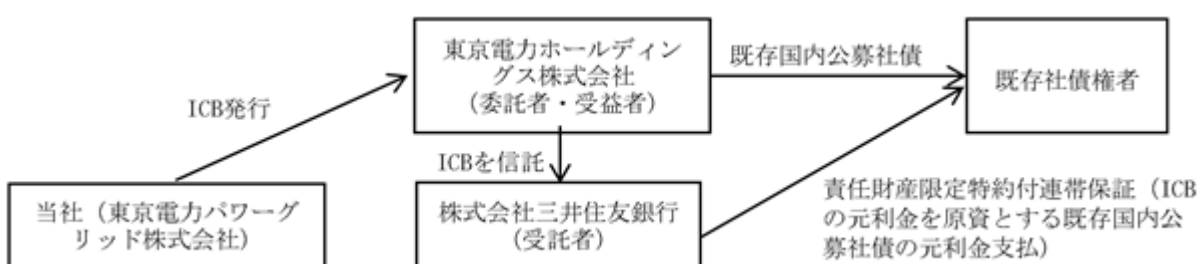 東京電力ホールディン
グス株式会社
(委託者・受益者)
既存国内公募社債
既存社債権者
ICB発行
ICBを信託
当社（東京電力パワーグ
リッド株式会社）
株式会社三井住友銀行
(受託者)
責任財産限定特約付連帯保証（ICB
の元利金を原資とする既存国内公
募社債の元利金支払）